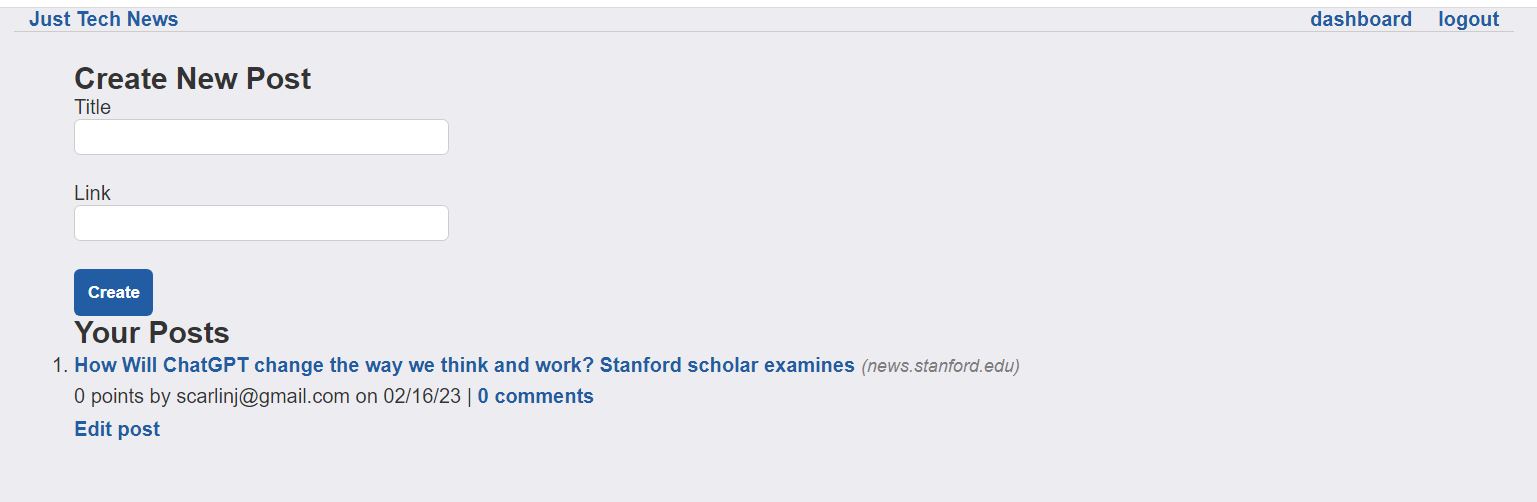 Just Tech News dashboard logout
Create New Post
Title
Link
Create
Your Posts
1. How Will ChatGPT change the way we think and work? Stanford scholar examines (news.stanford.edu)
0 points by scarlinj@gmail.com on 02/16/23 | 0 comments
Edit post